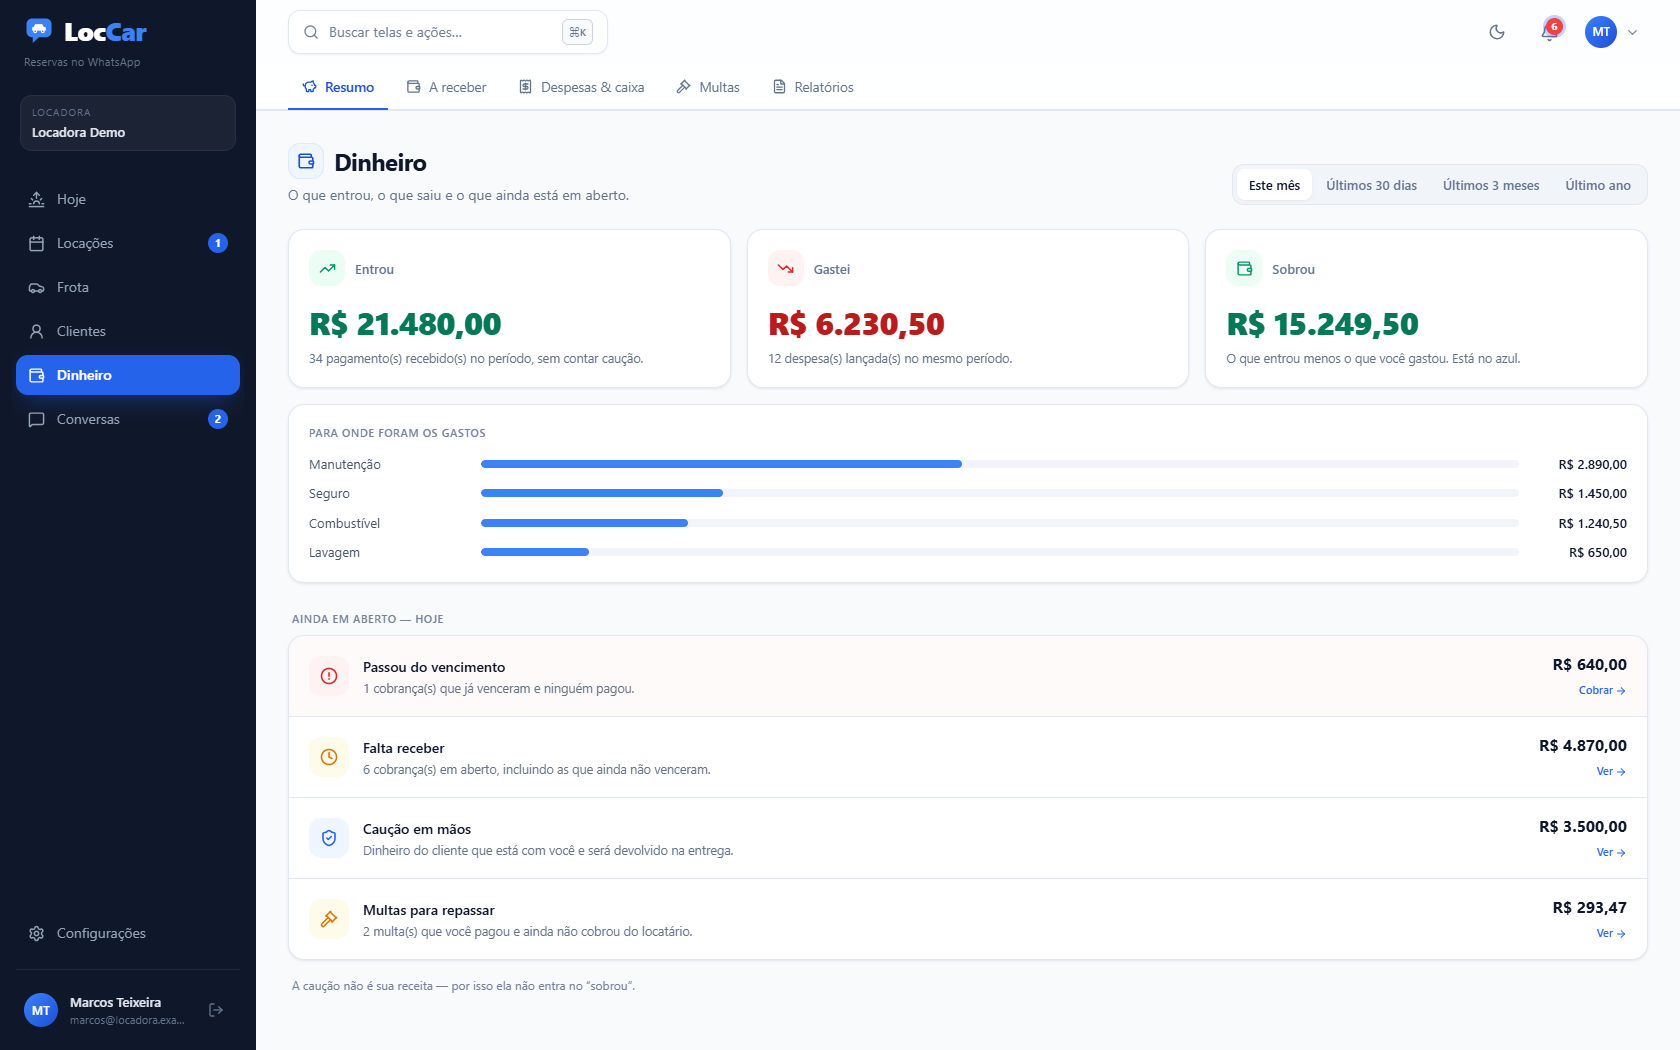 LocCar
Reservas no WhatsApp
LOCADORA
Locadora Demo
Hoje
Locações 1
Frota
Clientes
Dinheiro
Conversas 2
Configurações
MT
Marcos Teixeira
marcos@locadora.exa...
Buscar telas e ações...
⌘K
6
MT
Resumo
A receber
Despesas & caixa
Multas
Relatórios
Dinheiro
O que entrou, o que saiu e o que ainda está em aberto.
Este mês
Últimos 30 dias
Últimos 3 meses
Último ano
Entrou
R$ 21.480,00
34 pagamento(s) recebido(s) no período, sem contar caução.
Gastei
R$ 6.230,50
12 despesa(s) lançada(s) no mesmo período.
Sobrou
R$ 15.249,50
O que entrou menos o que você gastou. Está no azul.
PARA ONDE FORAM OS GASTOS
Manutenção R$ 2.890,00
Seguro R$ 1.450,00
Combustível R$ 1.240,50
Lavagem R$ 650,00
AINDA EM ABERTO — HOJE
Passou do vencimento
1 cobrança(s) que já venceram e ninguém pagou.
R$ 640,00
Cobrar →
Falta receber
6 cobrança(s) em aberto, incluindo as que ainda não venceram.
R$ 4.870,00
Ver →
Caução em mãos
Dinheiro do cliente que está com você e será devolvido na entrega.
R$ 3.500,00
Ver →
Multas para repassar
2 multa(s) que você pagou e ainda não cobrou do locatário.
R$ 293,47
Ver →
A caução não é sua receita — por isso ela não entra no “sobrou”.